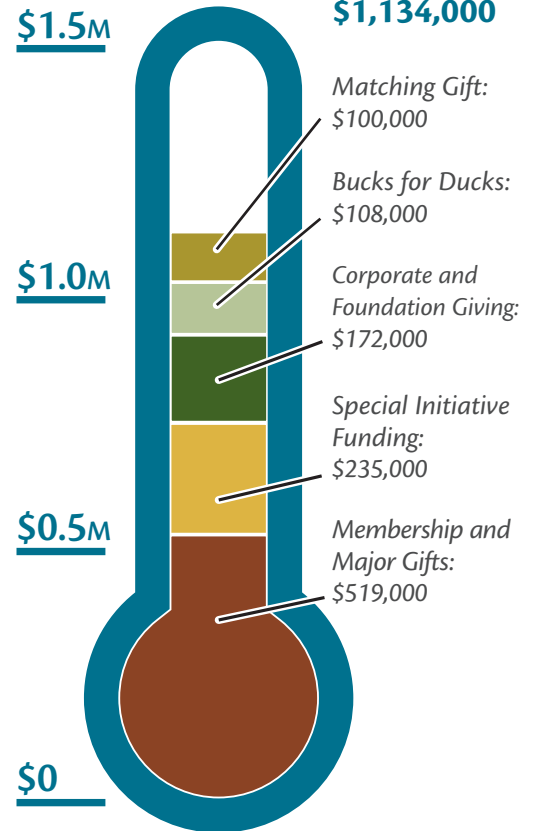 $1,134,000
$1.5M
Matching Gift:
$100,000
Bucks for Ducks:
$108,000
$1.0M
Corporate and
Foundation Giving:
$172,000
Special Initiative
Funding:
$235,000
$0.5M
Membership and
Major Gifts:
$519,000
$0